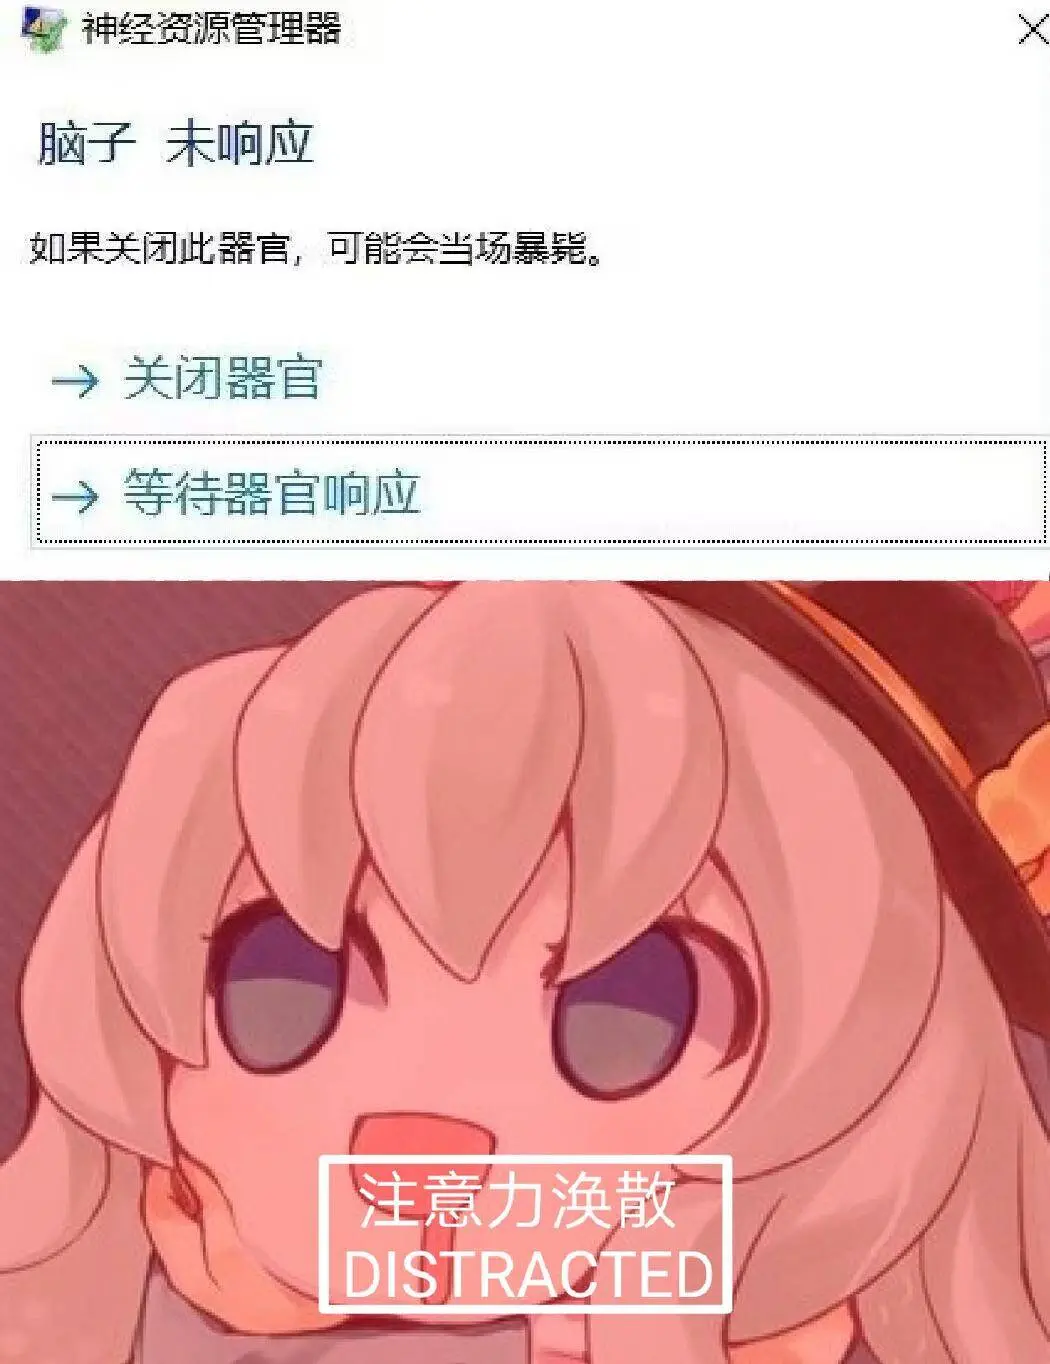 神经资源管理器
脑子 未响应
如果关闭此器官，可能会当场暴毙。
→ 关闭器官
→ 等待器官响应
注意力涣散
DISTRACTED